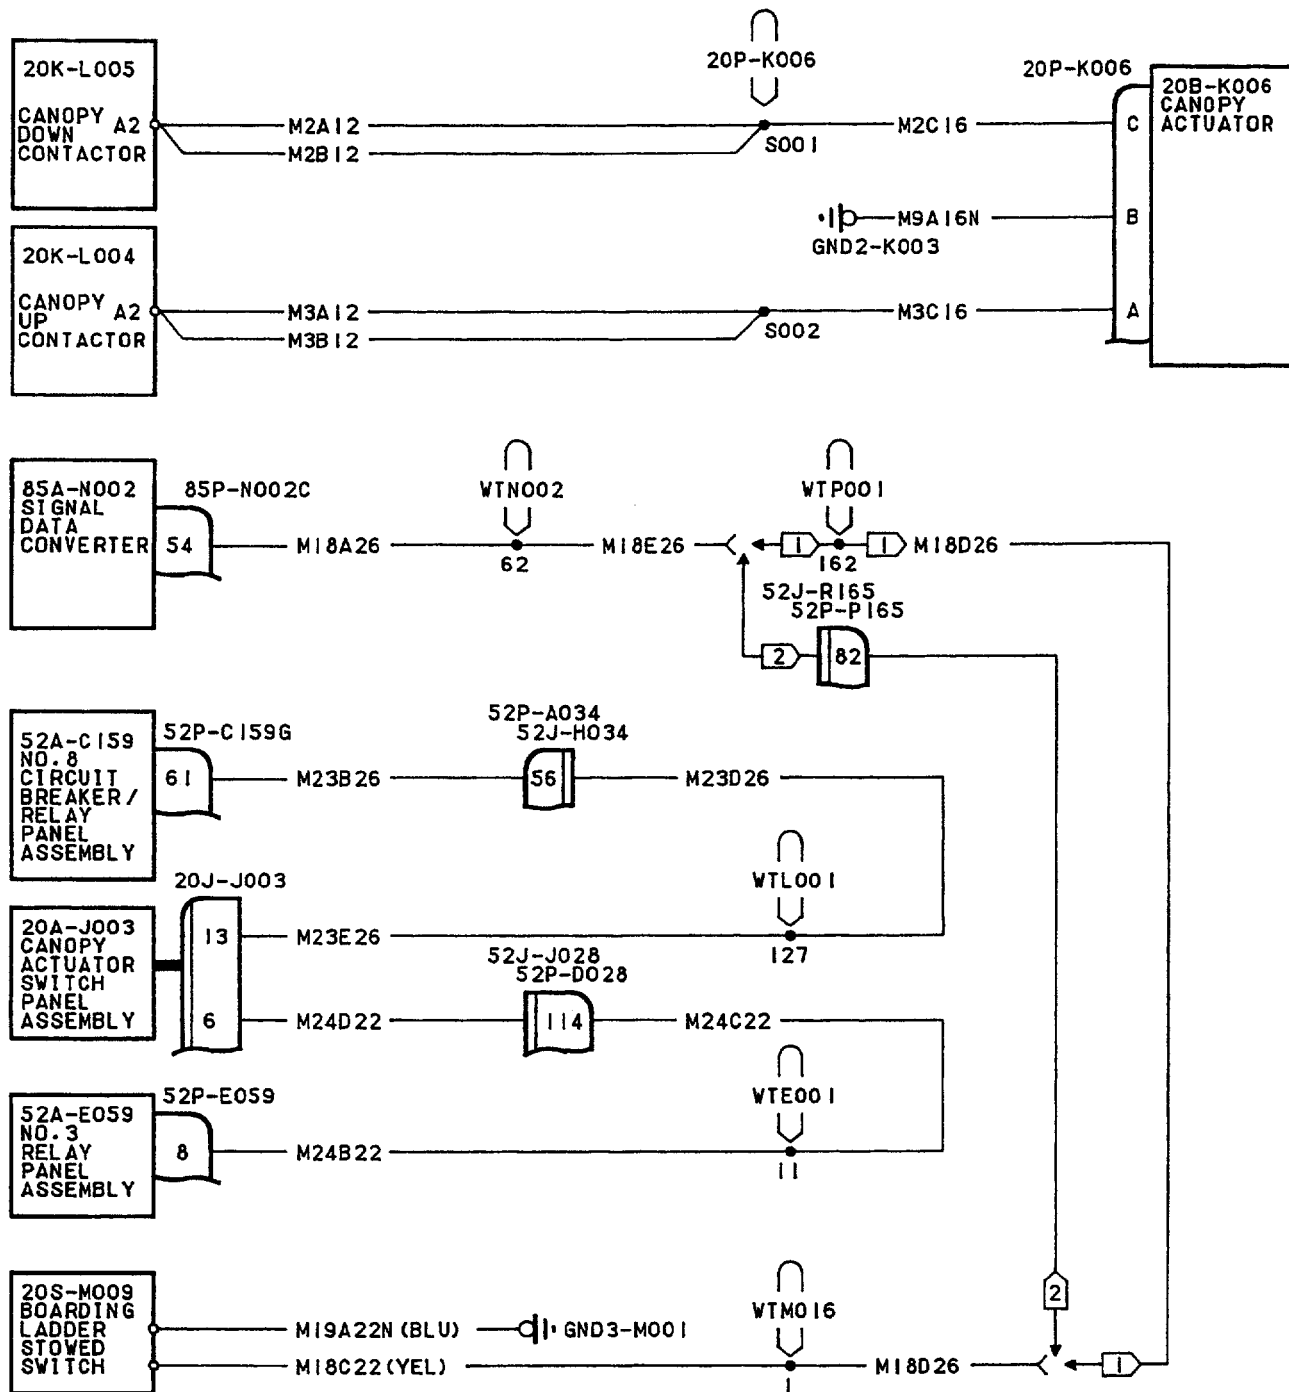 20P-K006
20K-L005
CANOPY
DOWN
CONTACTOR
A2
M2A12
M2B12
S001
M2C16
20P-K006
C
B
A
20B-K006
CANOPY
ACTUATOR
M9A16N
GND2-K003
20K-L004
CANOPY
UP
CONTACTOR
A2
M3A12
M3B12
S002
M3C16
85A-N002
SIGNAL
DATA
CONVERTER
85P-N002C
54
M18A26
WTN002
62
M18E26
1
WTP001
162
1
M18D26
52J-R165
52P-P165
2
82
52A-C159
NO.8
CIRCUIT
BREAKER/
RELAY
PANEL
ASSEMBLY
52P-C159G
61
M23B26
52P-A034
52J-H034
56
M23D26
20J-J003
20A-J003
CANOPY
ACTUATOR
SWITCH
PANEL
ASSEMBLY
13
M23E26
WTL001
127
6
M24D22
52J-J028
52P-D028
114
M24C22
52A-E059
NO.3
RELAY
PANEL
ASSEMBLY
52P-E059
8
M24B22
WTE001
11
2
20S-M009
BOARDING
LADDER
STOWED
SWITCH
M19A22N(BLU)
GND3-M001
M18C22(YEL)
WTM016
1
M18D26
1